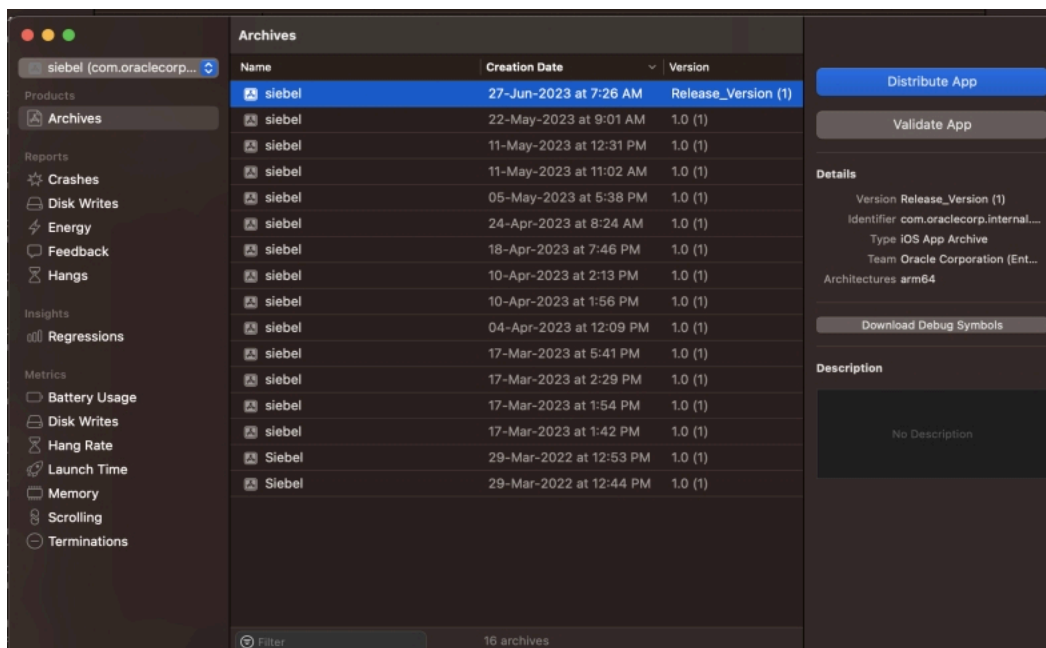 Archives
siebel (com.oraclecorp...
Products
Archives
Reports
Crashes
Disk Writes
Energy
Feedback
Hangs
Insights
Regressions
Metrics
Battery Usage
Disk Writes
Hang Rate
Launch Time
Memory
Scrolling
Terminations
Name Creation Date Version
siebel 27-Jun-2023 at 7:26 AM Release_Version (1)
siebel 22-May-2023 at 9:01 AM 1.0 (1)
siebel 11-May-2023 at 12:31 PM 1.0 (1)
siebel 11-May-2023 at 11:02 AM 1.0 (1)
siebel 05-May-2023 at 5:38 PM 1.0 (1)
siebel 24-Apr-2023 at 8:24 AM 1.0 (1)
siebel 18-Apr-2023 at 7:46 PM 1.0 (1)
siebel 10-Apr-2023 at 2:13 PM 1.0 (1)
siebel 10-Apr-2023 at 1:56 PM 1.0 (1)
siebel 04-Apr-2023 at 12:09 PM 1.0 (1)
siebel 17-Mar-2023 at 5:41 PM 1.0 (1)
siebel 17-Mar-2023 at 2:29 PM 1.0 (1)
siebel 17-Mar-2023 at 1:54 PM 1.0 (1)
siebel 17-Mar-2023 at 1:42 PM 1.0 (1)
Siebel 29-Mar-2022 at 12:53 PM 1.0 (1)
Siebel 29-Mar-2022 at 12:44 PM 1.0 (1)
Filter 16 archives
Distribute App
Validate App
Details
Version Release_Version (1)
Identifier com.oraclecorp.internal....
Type iOS App Archive
Team Oracle Corporation (Ent...
Architectures arm64
Download Debug Symbols
Description
No Description